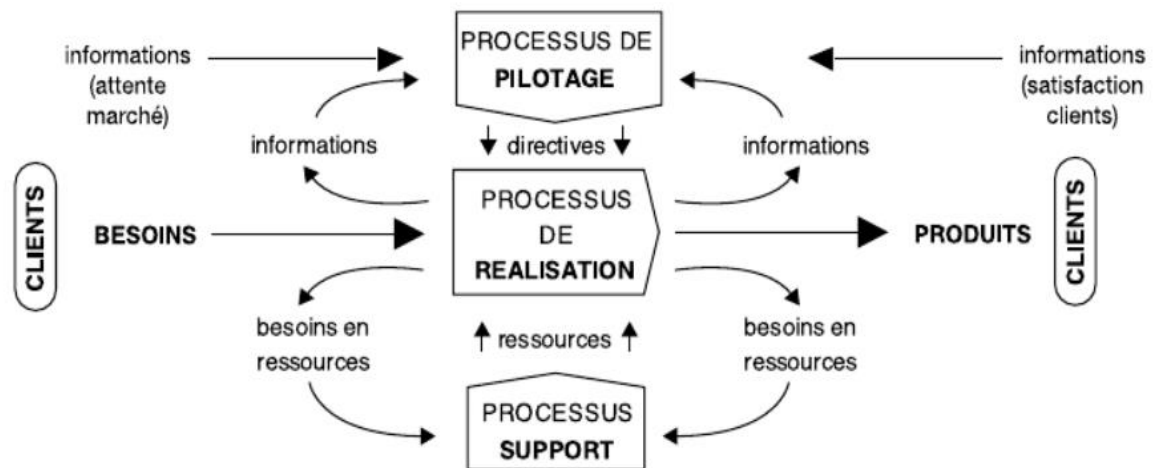 PROCESSUS DE
PILOTAGE
informations
(attente
marché)
informations
(satisfaction
clients)
informations
directives
informations
CLIENTS
BESOINS
PROCESSUS
DE
REALISATION
PRODUITS
CLIENTS
besoins en
ressources
ressources
besoins en
ressources
PROCESSUS
SUPPORT